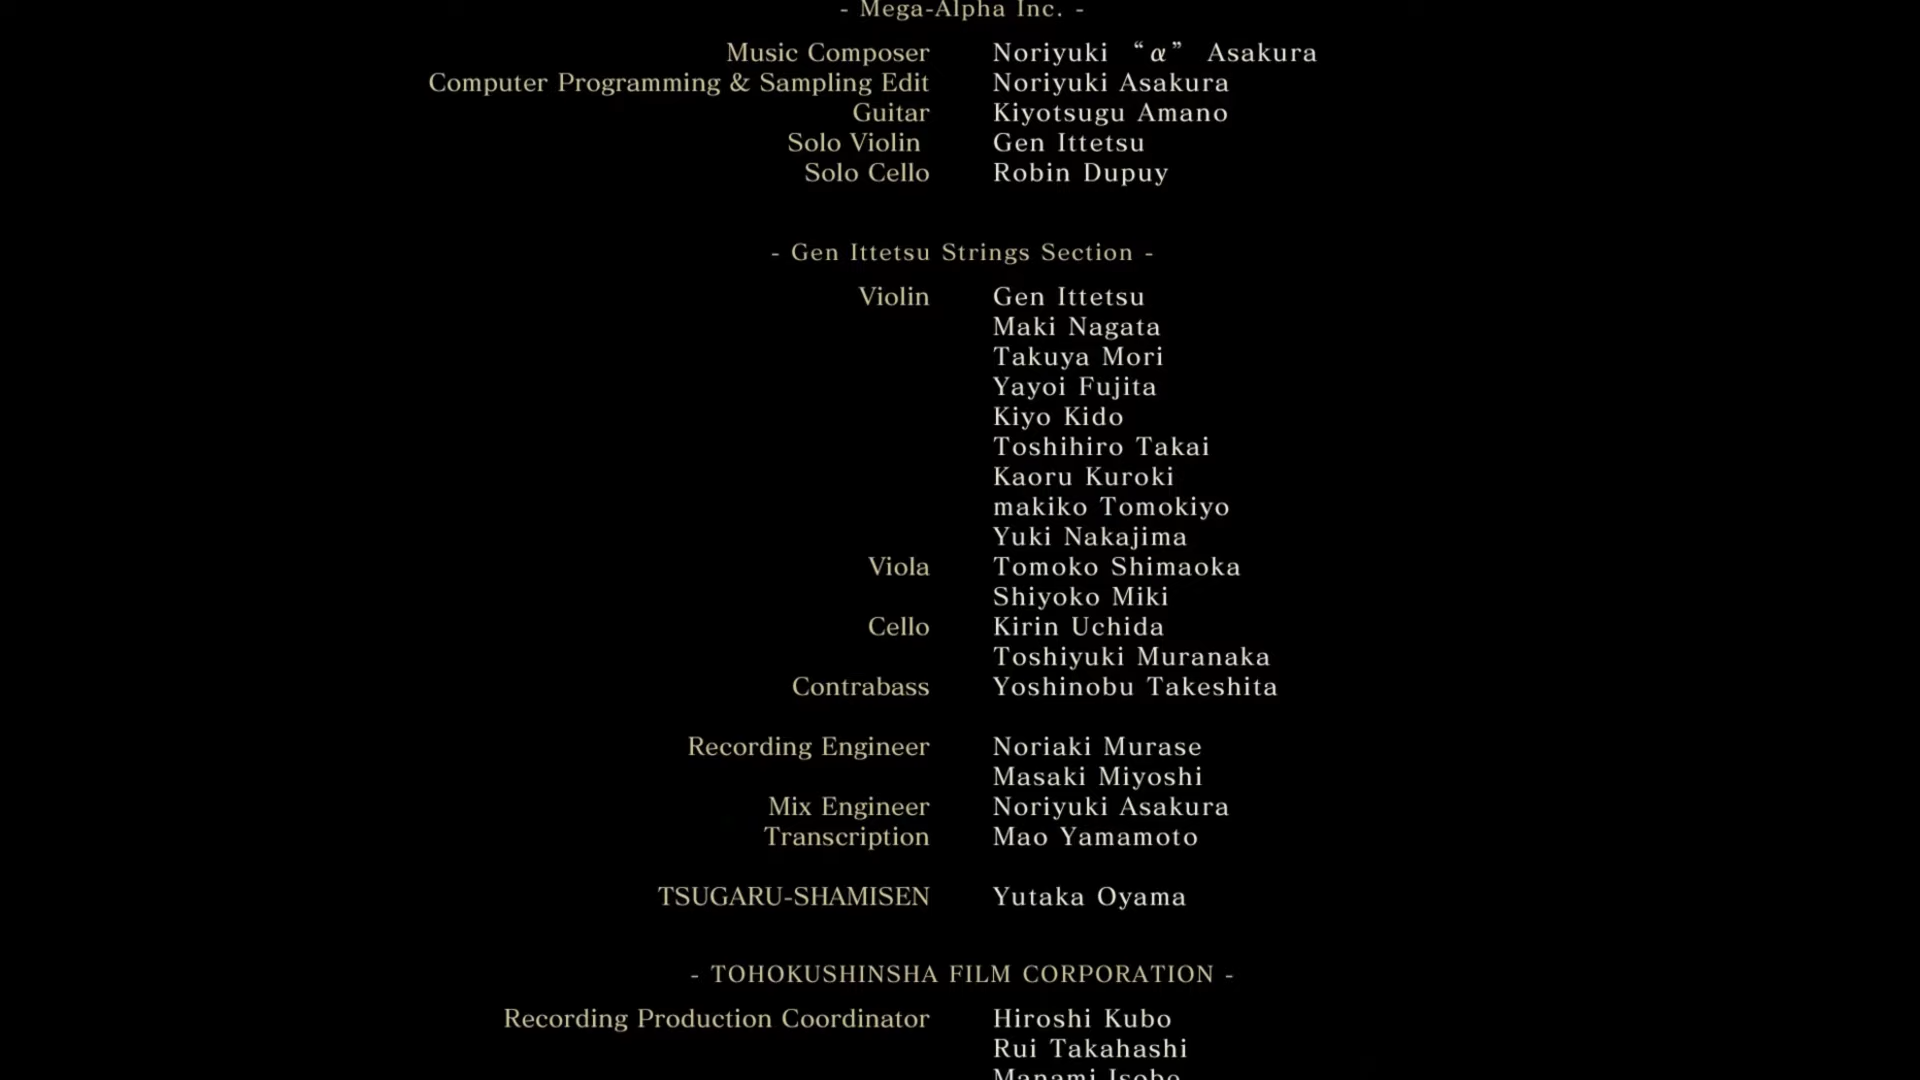 - Mega-Alpha Inc. -
Music Composer Noriyuki “α” Asakura
Computer Programming & Sampling Edit Noriyuki Asakura
Guitar Kiyotsugu Amano
Solo Violin Gen Ittetsu
Solo Cello Robin Dupuy
- Gen Ittetsu Strings Section -
Violin Gen Ittetsu
Maki Nagata
Takuya Mori
Yayoi Fujita
Kiyo Kido
Toshihiro Takai
Kaoru Kuroki
makiko Tomokiyo
Yuki Nakajima
Viola Tomoko Shimaoka
Shiyoko Miki
Cello Kirin Uchida
Toshiyuki Muranaka
Contrabass Yoshinobu Takeshita
Recording Engineer Noriaki Murase
Masaki Miyoshi
Mix Engineer Noriyuki Asakura
Transcription Mao Yamamoto
TSUGARU-SHAMISEN Yutaka Oyama
- TOHOKUSHINSHA FILM CORPORATION -
Recording Production Coordinator Hiroshi Kubo
Rui Takahashi
Manami Isobe